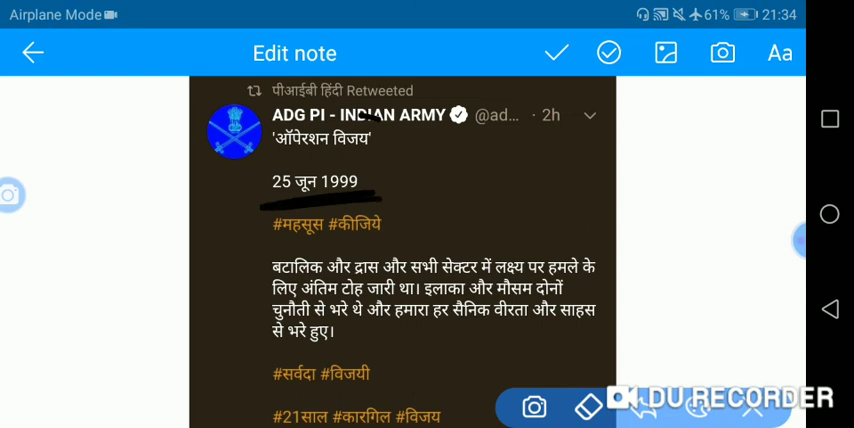 Airplane Mode
61%
21:34
Edit note
Aa
पीआईबी हिंदी Retweeted
ADG PI - INDIAN ARMY @ad... · 2h
'ऑपरेशन विजय'
25 जून 1999
#महसूस #कीजिये
बटालिक और द्रास और सभी सेक्टर में लक्ष्य पर हमले के
लिए अंतिम टोह जारी था। इलाका और मौसम दोनों
चुनौती से भरे थे और हमारा हर सैनिक वीरता और साहस
से भरे हुए।
#सर्वदा #विजयी
#21साल #कारगिल #विजय
DU RECORDER